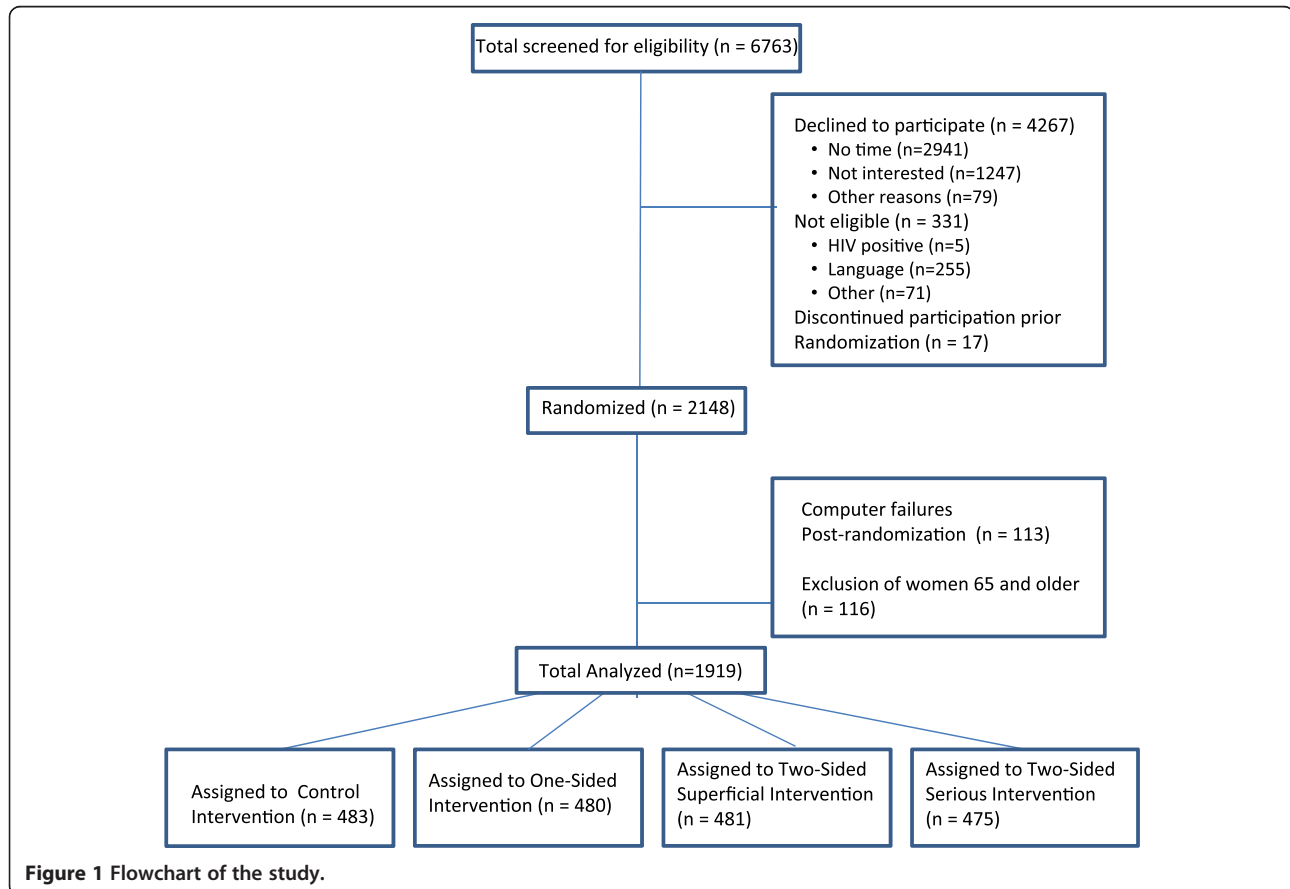 Total screened for eligibility (n = 6763)
Declined to participate (n = 4267)
• No time (n=2941)
• Not interested (n=1247)
• Other reasons (n=79)
Not eligible (n = 331)
• HIV positive (n=5)
• Language (n=255)
• Other (n=71)
Discontinued participation prior
Randomization (n = 17)
Randomized (n = 2148)
Computer failures
Post-randomization (n = 113)
Exclusion of women 65 and older
(n = 116)
Total Analyzed (n=1919)
Assigned to Control
Intervention (n = 483)
Assigned to One-Sided
Intervention (n = 480)
Assigned to Two-Sided
Superficial Intervention
(n = 481)
Assigned to Two-Sided
Serious Intervention
(n = 475)
Figure 1 Flowchart of the study.